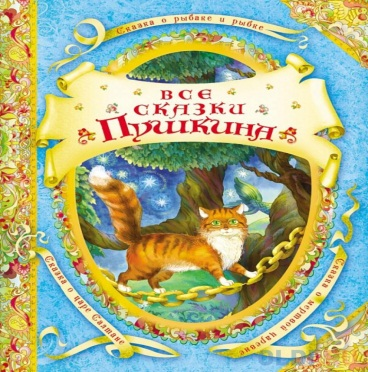 Сказка о рыбаке и рыбке
ВСЕ
СКАЗКИ
ПУШКИНА
Сказка о царе Салтане
Сказка о мертвой царевне